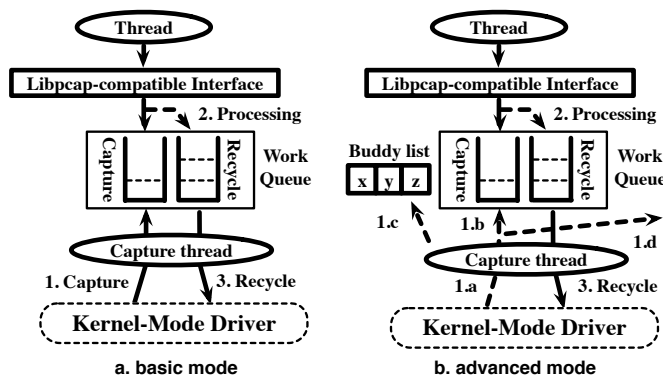 Thread
Libpcap-compatible Interface
2. Processing
Capture
Recycle
Work
Queue
Capture thread
1. Capture
3. Recycle
Kernel-Mode Driver
a. basic mode
Thread
Libpcap-compatible Interface
2. Processing
Buddy list
x y z
Capture
Recycle
Work
Queue
1.c
1.b
1.d
Capture thread
1.a
3. Recycle
Kernel-Mode Driver
b. advanced mode